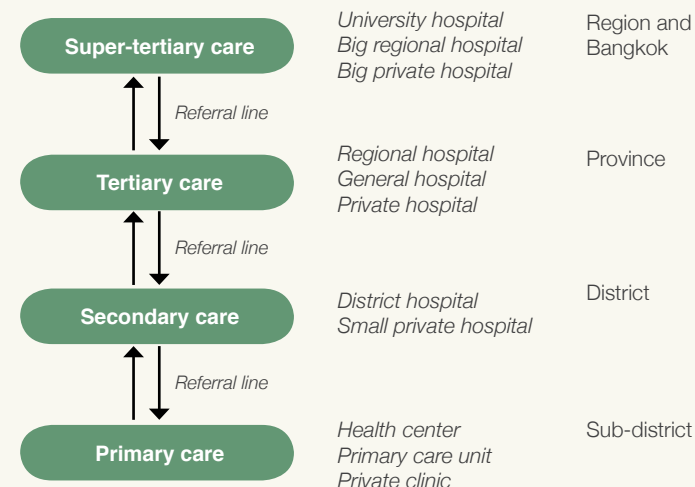 Super-tertiary care
University hospital
Big regional hospital
Big private hospital
Region and
Bangkok
Referral line
Tertiary care
Regional hospital
General hospital
Private hospital
Province
Referral line
Secondary care
District hospital
Small private hospital
District
Referral line
Primary care
Health center
Primary care unit
Private clinic
Sub-district